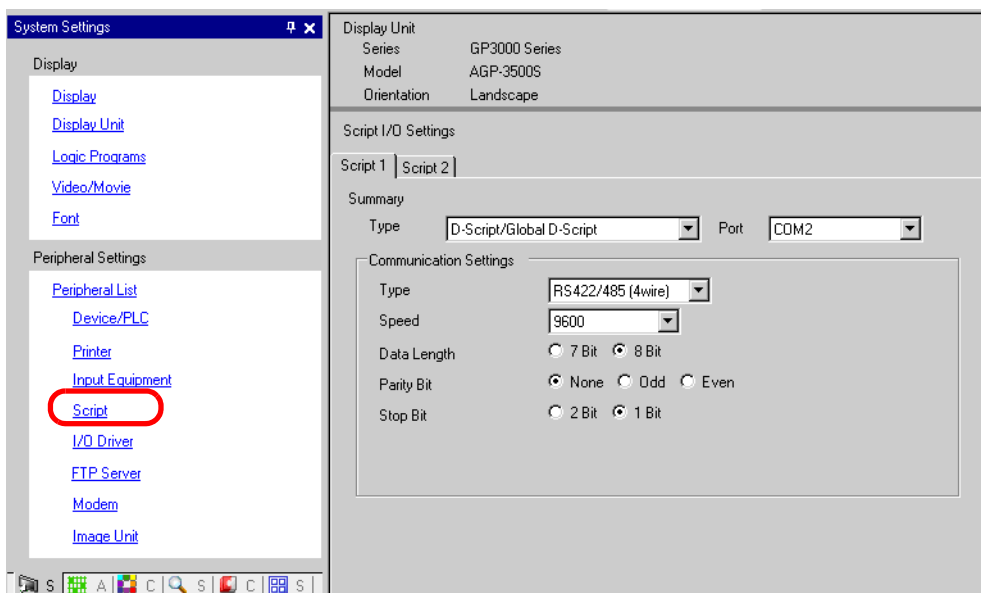 System Settings
Display
Display
Display Unit
Logic Programs
Video/Movie
Font
Peripheral Settings
Peripheral List
Device/PLC
Printer
Input Equipment
Script
I/O Driver
FTP Server
Modem
Image Unit
S A C S C S
Display Unit
Series GP3000 Series
Model AGP-3500S
Orientation Landscape
Script I/O Settings
Script 1 Script 2
Summary
Type D-Script/Global D-Script Port COM2
Communication Settings
Type RS422/485 (4wire)
Speed 9600
Data Length 7 Bit 8 Bit
Parity Bit None Odd Even
Stop Bit 2 Bit 1 Bit